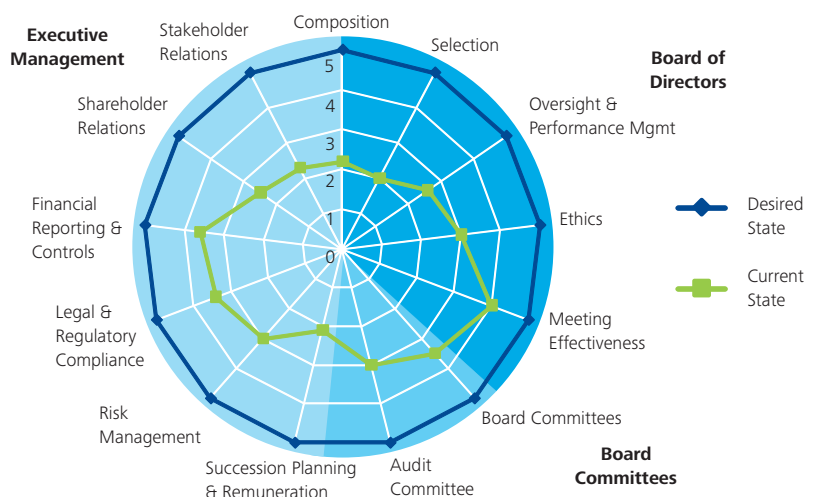 Executive
Management
Stakeholder
Relations
Composition
Selection
Board of
Directors
Shareholder
Relations
Oversight &
Performance Mgmt
Financial
Reporting &
Controls
Ethics
Desired
State
Current
State
5
4
3
2
1
0
Legal &
Regulatory
Compliance
Meeting
Effectiveness
Risk
Management
Board Committees
Succession Planning
& Remuneration
Audit
Committee
Board
Committees